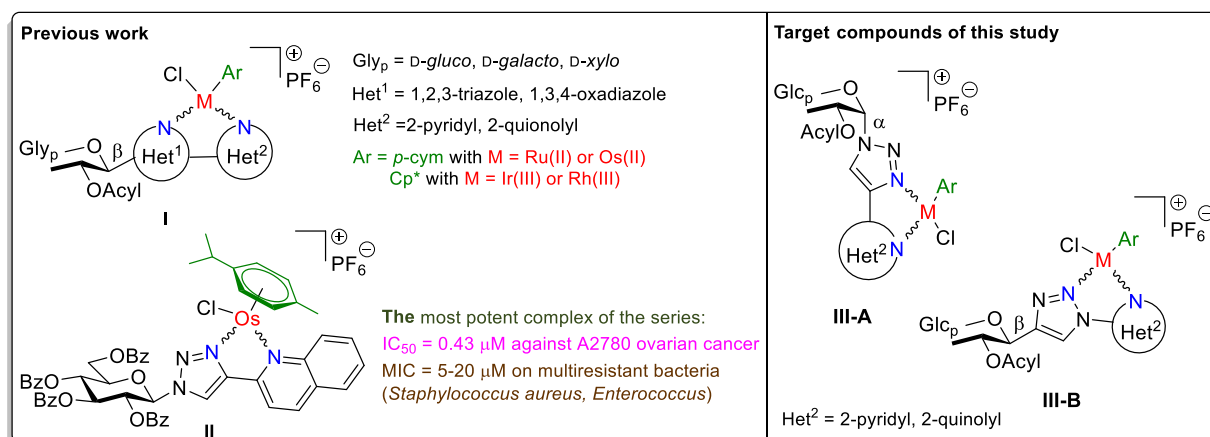 Previous work
Cl Ar
M
N N
Het¹ Het²
Glyₚ O β
OAcyl
⊕
PF₆⊖
I
Glyₚ = D-gluco, D-galacto, D-xylo
Het¹ = 1,2,3-triazole, 1,3,4-oxadiazole
Het² =2-pyridyl, 2-quionolyl
Ar = p-cym with M = Ru(II) or Os(II)
Cp* with M = Ir(III) or Rh(III)
⊕
PF₆⊖
Cl Os
N=N N
N
OBz
BzO O
BzO
OBz
II
The most potent complex of the series:
IC₅₀ = 0.43 μM against A2780 ovarian cancer
MIC = 5-20 μM on multiresistant bacteria
(Staphylococcus aureus, Enterococcus)
Target compounds of this study
⊕
PF₆⊖
Glcₚ O
AcylO α
N N
N Ar
M
Het² N Cl
III-A
⊕
PF₆⊖
Cl Ar
M
N=N N
N Het²
Glcₚ O β
OAcyl
III-B
Het² = 2-pyridyl, 2-quinolyl